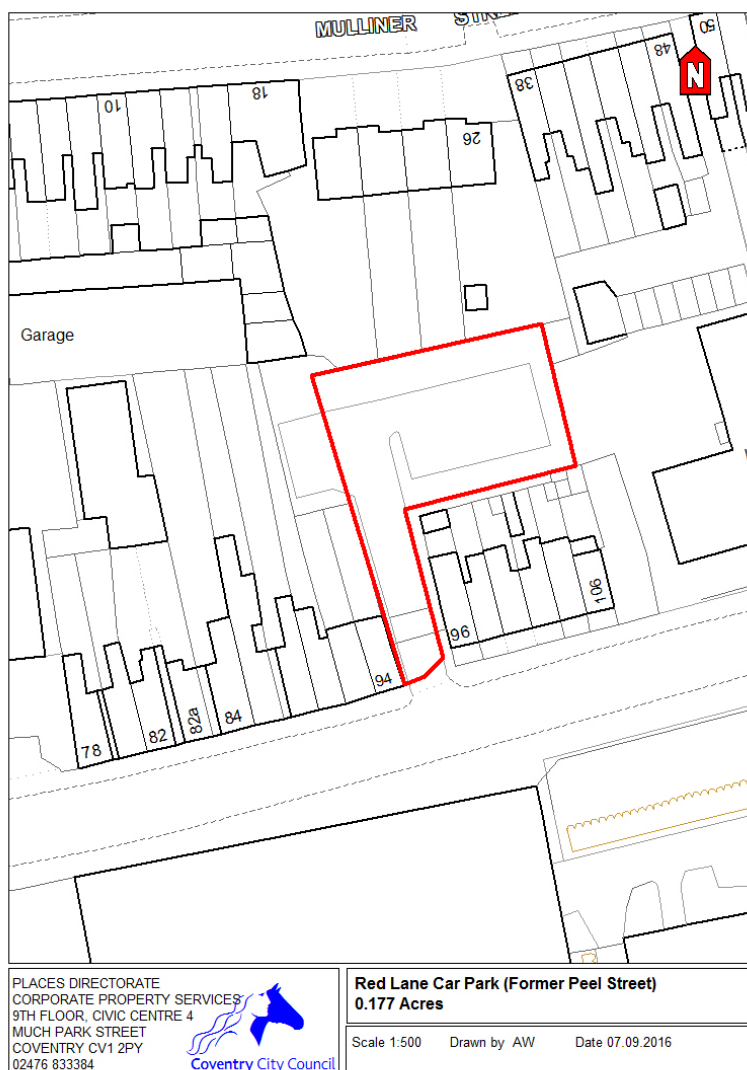 MULLINER
50
N
48
38
18
10
26
Garage
106
96
94
84
82a
82
78
PLACES DIRECTORATE
CORPORATE PROPERTY SERVICES
9TH FLOOR, CIVIC CENTRE 4
MUCH PARK STREET
COVENTRY CV1 2PY
02476 833384
Coventry City Council
Red Lane Car Park (Former Peel Street)
0.177 Acres
Scale 1:500 Drawn by AW Date 07.09.2016